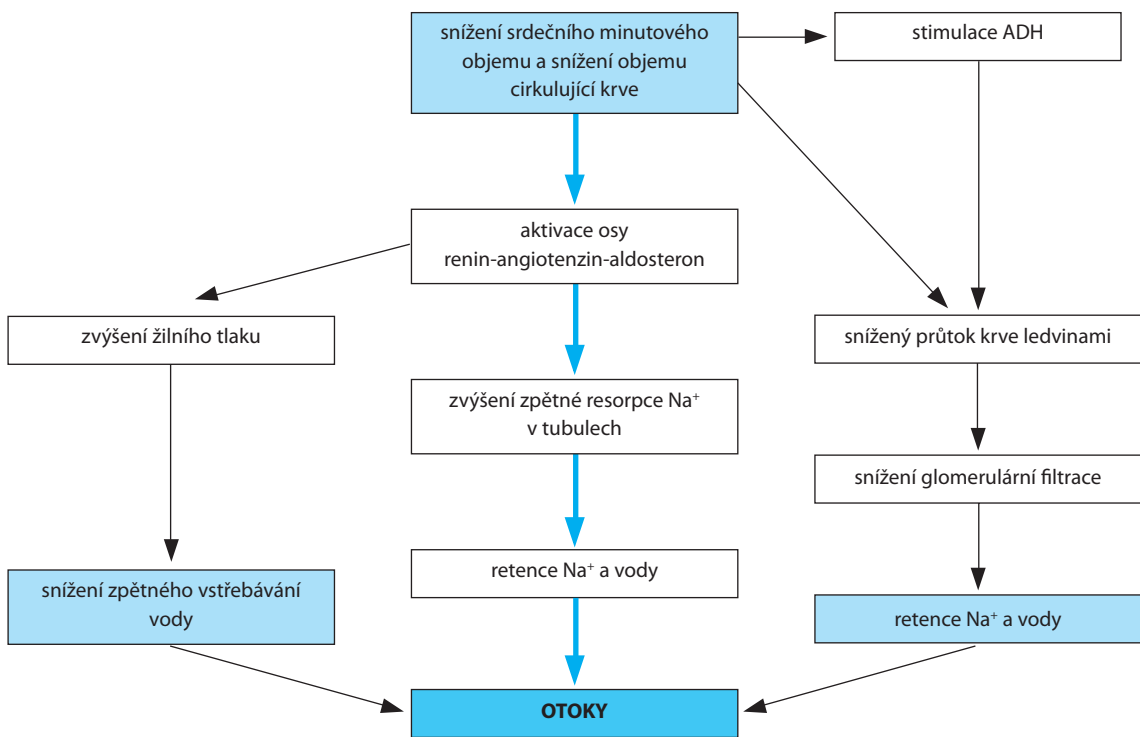 snížení srdečního minutového
objemu a snížení objemu
cirkulující krve
stimulace ADH
aktivace osy
renin-angiotenzin-aldosteron
zvýšení žilního tlaku
snížený průtok krve ledvinami
zvýšení zpětné resorpce Na⁺
v tubulech
snížení glomerulární filtrace
retence Na⁺ a vody
snížení zpětného vstřebávání
vody
retence Na⁺ a vody
OTOKY